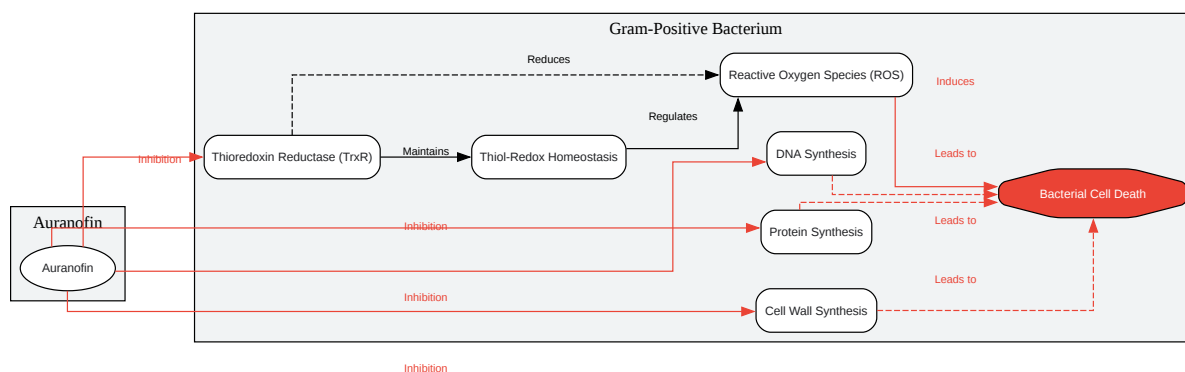 Gram-Positive Bacterium
Reduces
Reactive Oxygen Species (ROS)
Induces
Regulates
Inhibition
Thioredoxin Reductase (TrxR)
Maintains
Thiol-Redox Homeostasis
DNA Synthesis
Leads to
Bacterial Cell Death
Auranofin
Inhibition
Protein Synthesis
Leads to
Auranofin
Leads to
Inhibition
Cell Wall Synthesis
Inhibition